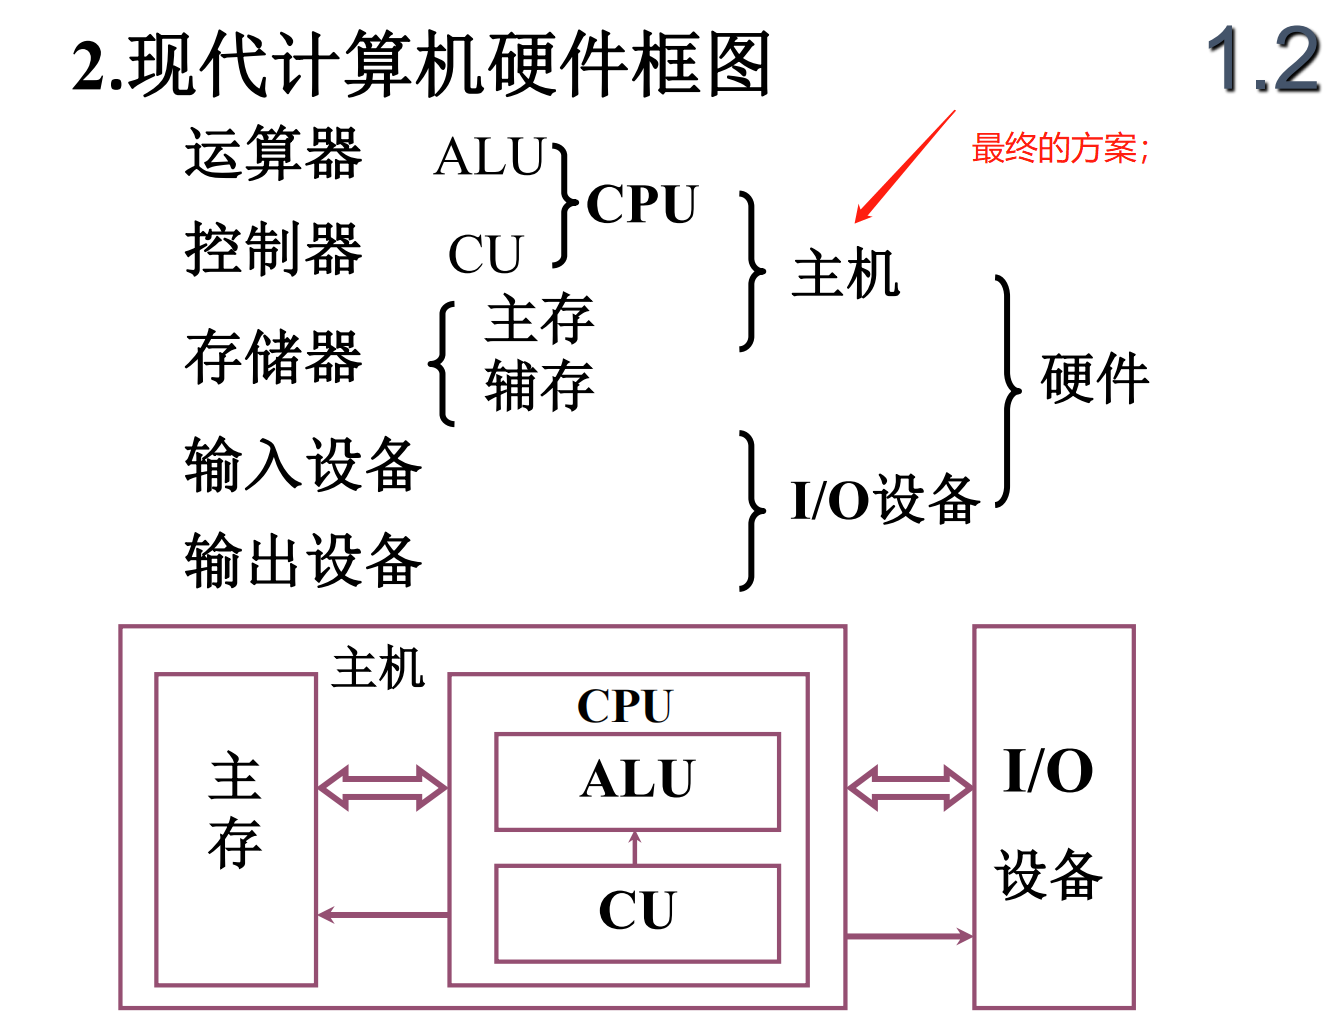 2.现代计算机硬件框图
1.2
最终的方案；
运算器 ALU
CPU
控制器 CU
主机
存储器
主存
辅存
硬件
输入设备
I/O设备
输出设备
主机
CPU
主存
ALU
CU
I/O
设备